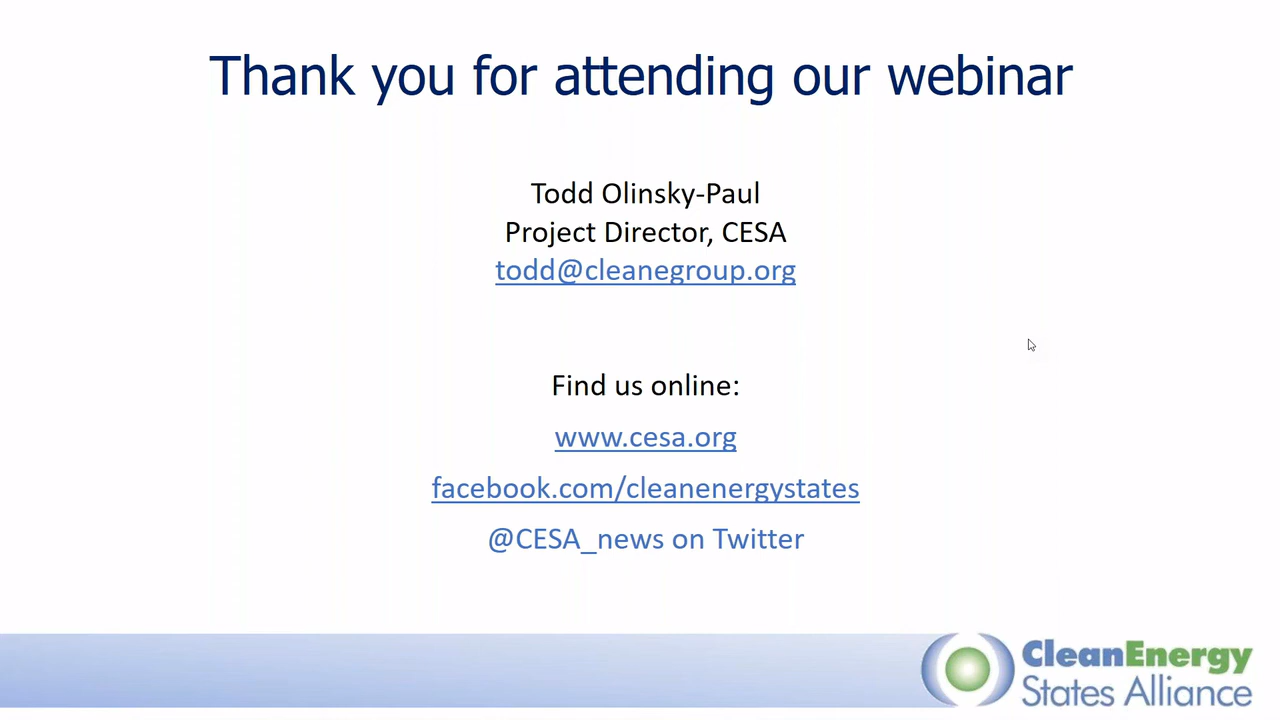 Thank you for attending our webinar
Todd Olinsky-Paul
Project Director, CESA
todd@cleanegroup.org
Find us online:
www.cesa.org
facebook.com/cleanenergystates
@CESA_news on Twitter
CleanEnergy
States Alliance